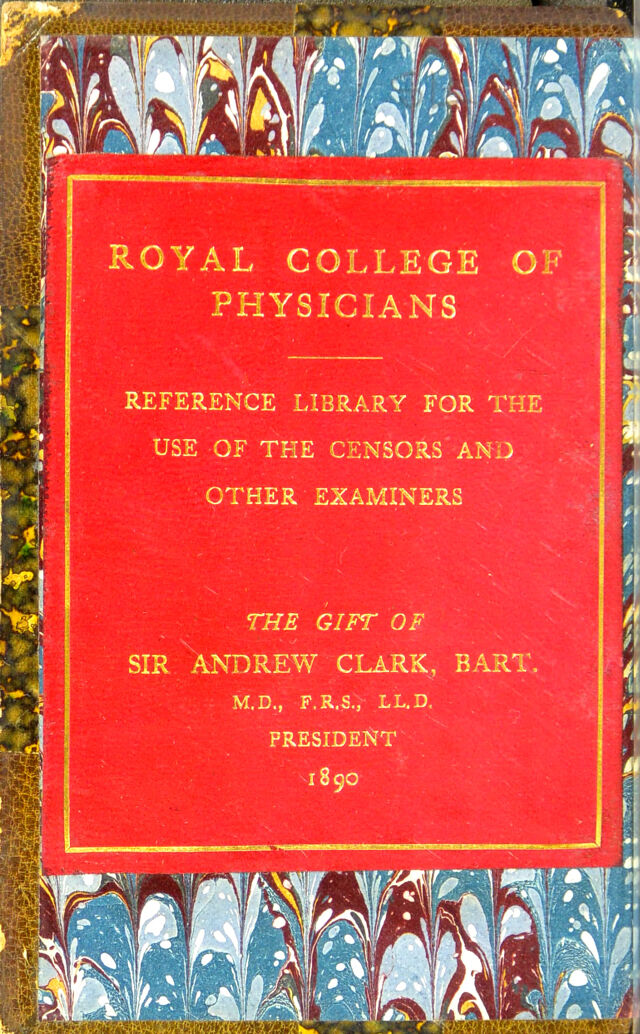 ROYAL COLLEGE OF
PHYSICIANS
REFERENCE LIBRARY FOR THE
USE OF THE CENSORS AND
OTHER EXAMINERS
THE GIFT OF
SIR ANDREW CLARK, BART.
M.D., F.R.S., LL.D.
PRESIDENT
1890